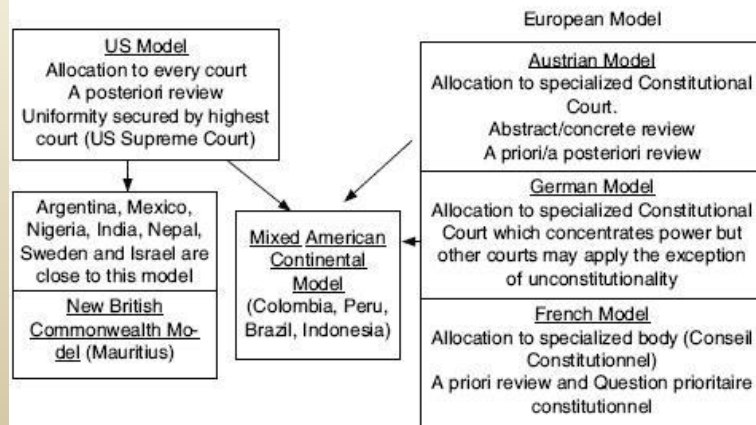 US Model
Allocation to every court
A posteriori review
Uniformity secured by highest
court (US Supreme Court)
Argentina, Mexico,
Nigeria, India, Nepal,
Sweden and Israel are
close to this model
New British
Commonwealth Mo-
del (Mauritius)
Mixed American
Continental
Model
(Colombia, Peru,
Brazil, Indonesia)
European Model
Austrian Model
Allocation to specialized Constitutional
Court.
Abstract/concrete review
A priori/a posteriori review
German Model
Allocation to specialized Constitutional
Court which concentrates power but
other courts may apply the exception
of unconstitutionality
French Model
Allocation to specialized body (Conseil
Constitutionnel)
A priori review and Question prioritaire
constitutionnel